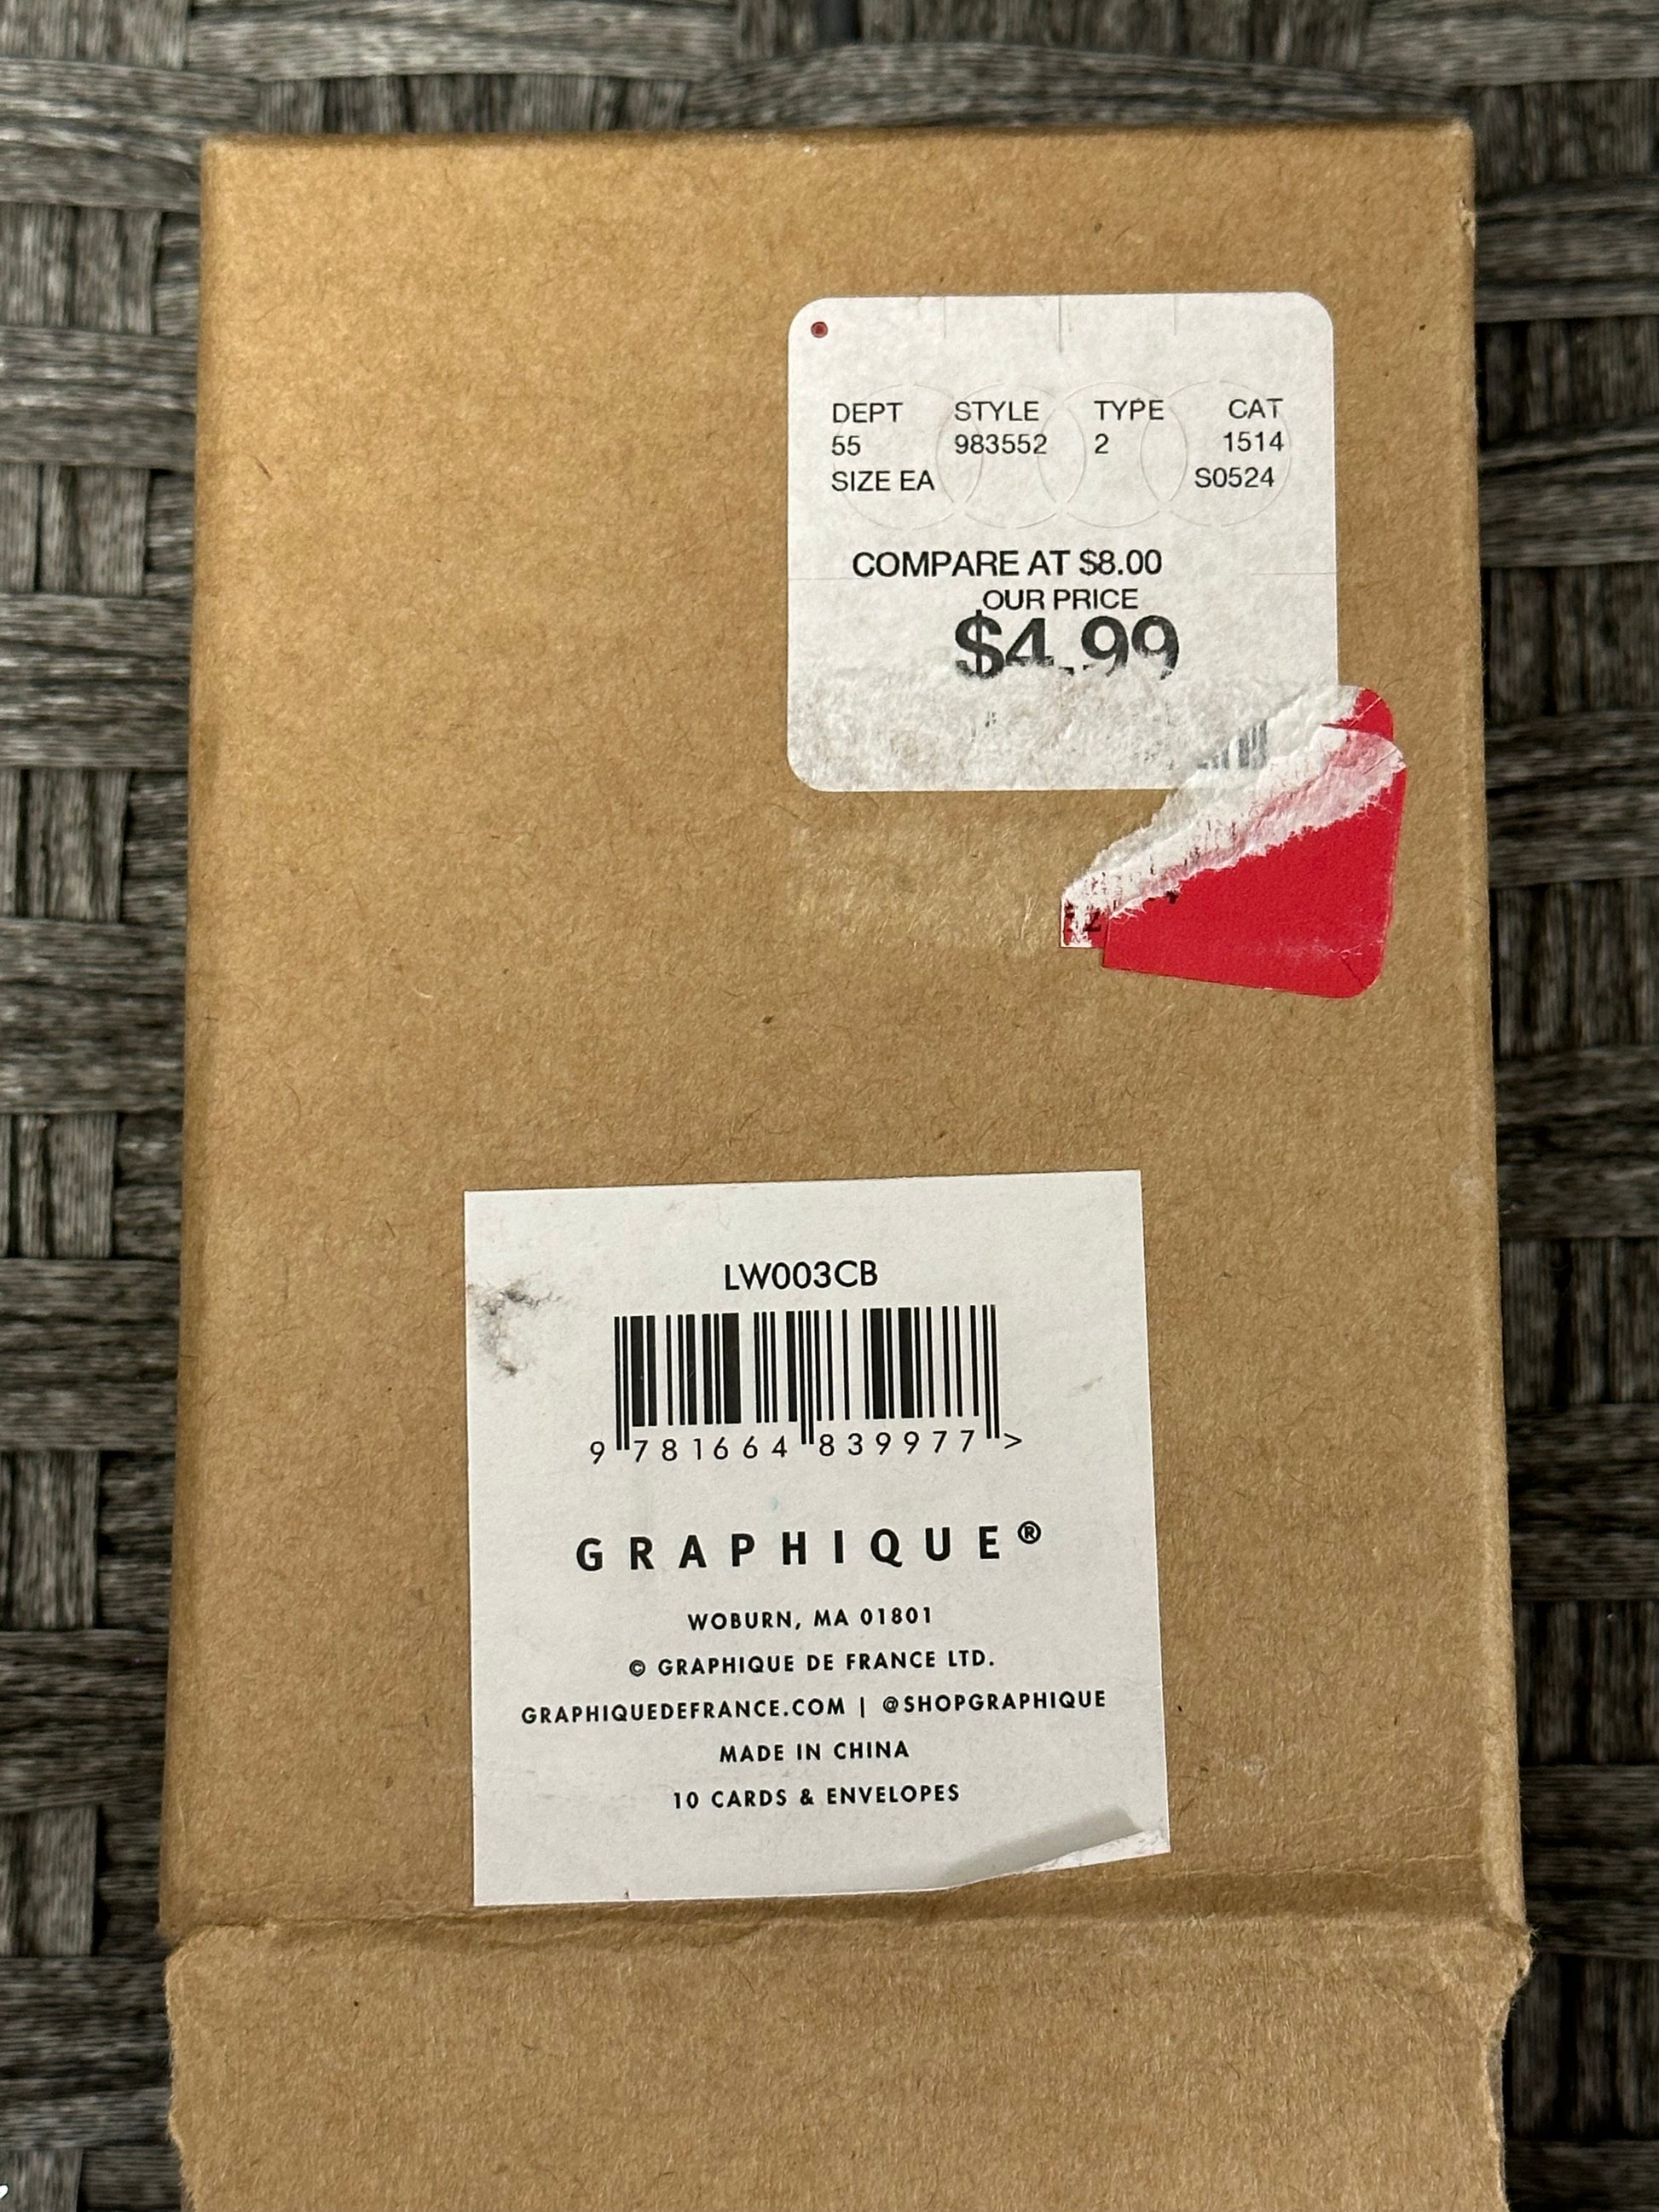 DEPT STYLE TYPE CAT
55 983552 2 1514
SIZE EA S0524
COMPARE AT $8.00
OUR PRICE
$4.99
LW003CB
9 781664 839977 >
GRAPHIQUE®
WOBURN, MA 01801
© GRAPHIQUE DE FRANCE LTD.
GRAPHIQUEDEFRANCE.COM | @SHOPGRAPHIQUE
MADE IN CHINA
10 CARDS & ENVELOPES